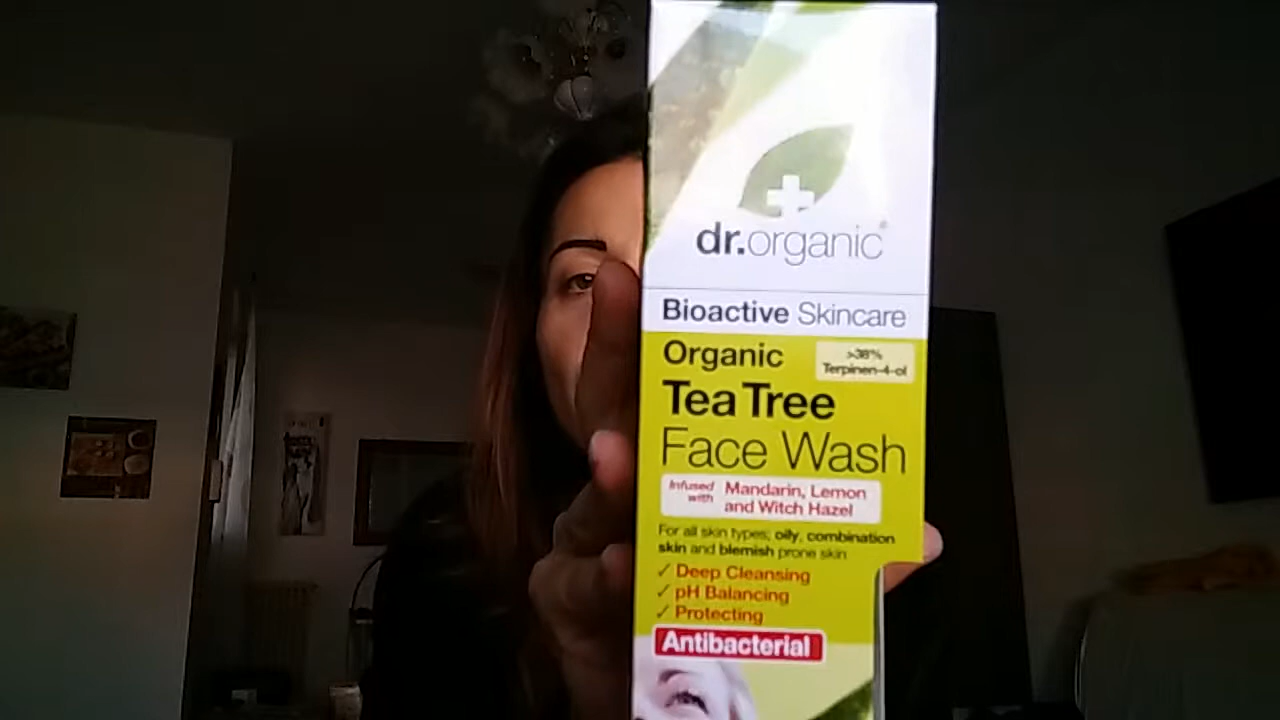 dr.organic®
Bioactive Skincare
Organic
>38%
Terpinen-4-ol
Tea Tree
Face Wash
Infused with
Mandarin, Lemon
and Witch Hazel
For all skin types; oily, combination
skin and blemish prone skin
✓ Deep Cleansing
✓ pH Balancing
✓ Protecting
Antibacterial